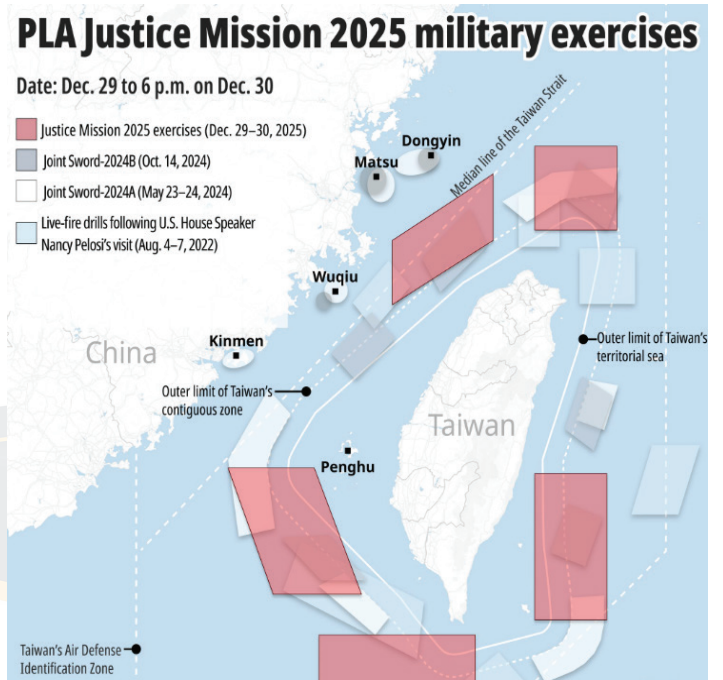 PLA Justice Mission 2025 military exercises
Date: Dec. 29 to 6 p.m. on Dec. 30
Justice Mission 2025 exercises (Dec. 29–30, 2025)
Joint Sword-2024B (Oct. 14, 2024)
Joint Sword-2024A (May 23–24, 2024)
Live-fire drills following U.S. House Speaker
Nancy Pelosi's visit (Aug. 4–7, 2022)
Dongyin
Matsu
Median line of the Taiwan Strait
Wuqiu
Kinmen
China
Outer limit of Taiwan's
territorial sea
Outer limit of Taiwan's
contiguous zone
Taiwan
Penghu
Taiwan's Air Defense
Identification Zone